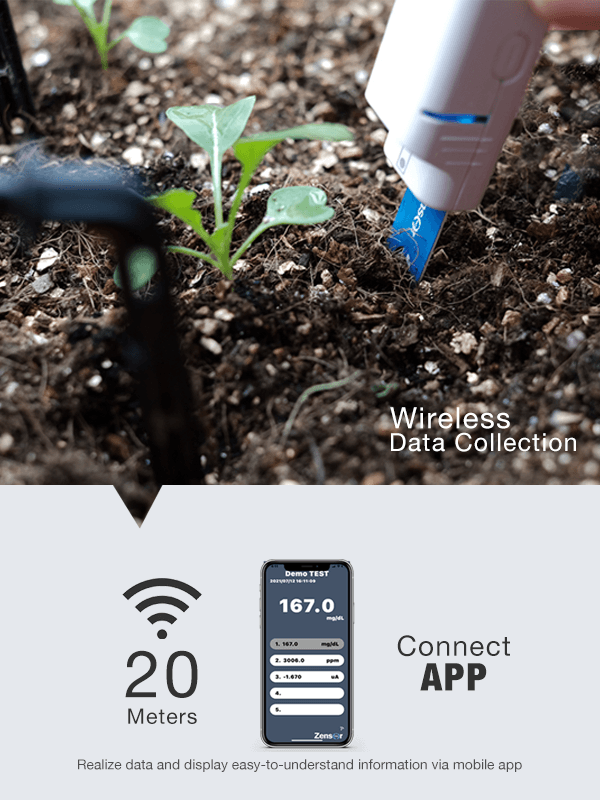 Wireless
Data Collection
20
Meters
Demo TEST
2021/07/12 16:11:09
167.0
mg/dL
1. 167.0 mg/dL
2. 3006.0 ppm
3. -1.670 uA
4.
5.
Zensor
Connect
APP
Realize data and display easy-to-understand information via mobile app